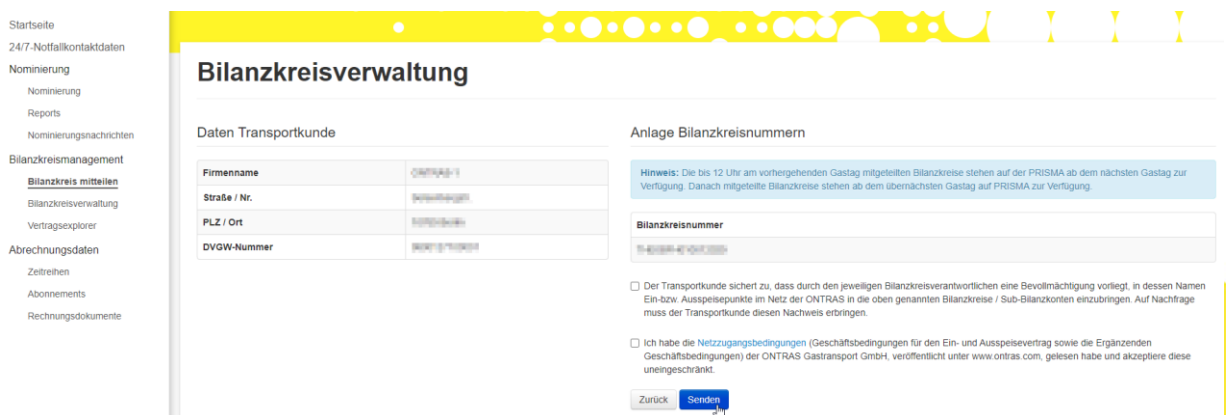 Startseite
24/7-Notfallkontaktdaten
Nominierung
Nominierung
Reports
Nominierungsnachrichten
Bilanzkreismanagement
Bilanzkreis mitteilen
Bilanzkreisverwaltung
Vertragsexplorer
Abrechnungsdaten
Zeitreihen
Abonnements
Rechnungsdokumente
Bilanzkreisverwaltung
Daten Transportkunde
Firmenname
Straße / Nr.
PLZ / Ort
DVGW-Nummer
Anlage Bilanzkreisnummern
Hinweis: Die bis 12 Uhr am vorhergehenden Gastag mitgeteilten Bilanzkreise stehen auf der PRISMA ab dem nächsten Gastag zur
Verfügung. Danach mitgeteilte Bilanzkreise stehen ab dem übernächsten Gastag auf PRISMA zur Verfügung.
Bilanzkreisnummer
Der Transportkunde sichert zu, dass durch den jeweiligen Bilanzkreisverantwortlichen eine Bevollmächtigung vorliegt, in dessen Namen
Ein-bzw. Ausspeisepunkte im Netz der ONTRAS in die oben genannten Bilanzkreise / Sub-Bilanzkonten einzubringen. Auf Nachfrage
muss der Transportkunde diesen Nachweis erbringen.
Ich habe die Netzzugangsbedingungen (Geschäftsbedingungen für den Ein- und Ausspeisevertrag sowie die Ergänzenden
Geschäftsbedingungen) der ONTRAS Gastransport GmbH, veröffentlicht unter www.ontras.com, gelesen habe und akzeptiere diese
uneingeschränkt.
Zurück Senden